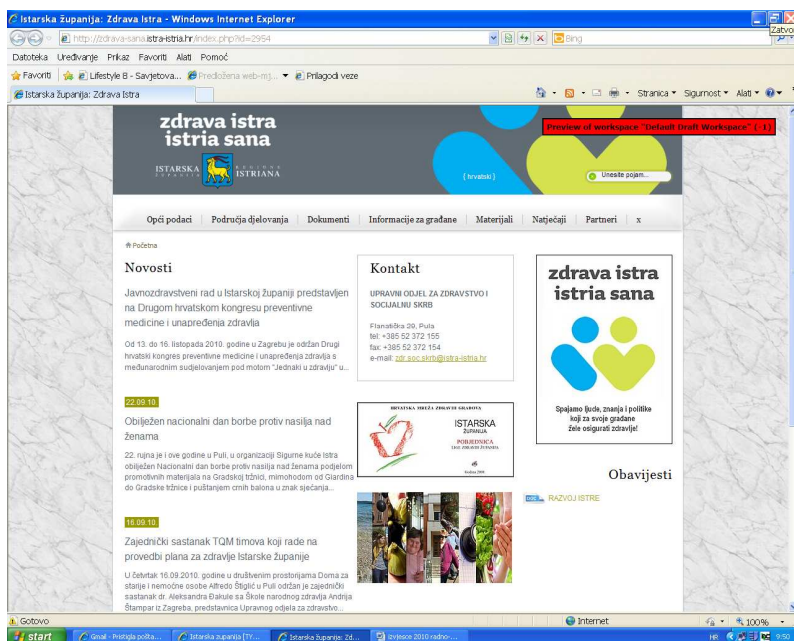 Istarska županija: Zdrava Istra - Windows Internet Explorer
Zatvo
http://zdrava-sana.istra-istria.hr/index.php?id=2954
Bing
Datoteka Uređivanje Prikaz Favoriti Alati Pomoć
Favoriti Lifestyle 8 - Savjetova... Predložena web-mj... Prilagodi veze
Istarska županija: Zdrava Istra
Stranica Sigurnost Alati
zdrava istra
istria sana
Preview of workspace "Default Draft Workspace" (-1)
ISTARSKA REGIONE
ŽUPANIJA ISTRIANA
{ hrvatski }
Unesite pojam...
Opći podaci Područja djelovanja Dokumenti Informacije za građane Materijali Natječaji Partneri x
Početna
Novosti
Javnozdravstveni rad u Istarskoj županiji predstavljen
na Drugom hrvatskom kongresu preventivne
medicine i unapređenja zdravlja
Od 13. do 16. listopada 2010. godine u Zagrebu je održan Drugi
hrvatski kongres preventivne medicine i unapređenja zdravlja s
međunarodnim sudjelovanjem pod motom "Jednaki u zdravlju" u...
22.09.10
Obilježen nacionalni dan borbe protiv nasilja nad
ženama
22. rujna je i ove godine u Puli, u organizaciji Sigurne kuće Istra
obilježen Nacionalni dan borbe protiv nasilja nad ženama podjelom
promotivnih materijala na Gradskoj tržnici, mimohodom od Giardina
do Gradske tržnice i puštanjem crnih balona u znak sjećanja...
16.09.10
Zajednički sastanak TQM timova koji rade na
provedbi plana za zdravlje Istarske županije
U četvrtak 16.09.2010. godine u društvenim prostorijama Doma za
starije i nemoćne osobe Alfredo Štiglić u Puli održan je zajednički
sastanak dr. Aleksandra Đakule sa Škole narodnog zdravlja Andrija
Štampar iz Zagreba, predstavnica Upravnog odjela za zdravstvo...
Kontakt
UPRAVNI ODJEL ZA ZDRAVSTVO I
SOCIJALNU SKRB
Flanatička 29, Pula
tel: +385 52 372 155
fax: +385 52 372 154
e-mail: zdr.soc.skrb@istra-istria.hr
HRVATSKA MREŽA ZDRAVIH GRADOVA
ISTARSKA
ŽUPANIJA
POBJEDNICA
LIGE ZDRAVIH ŽUPANIJA
zdrava istra
istria sana
Spajamo ljude, znanja i politike
koji za svoje građane
žele osigurati zdravlje!
Obavijesti
RAZVOJ ISTRE
Gotovo
Internet
100%
start
Gmail - Pristigla pošta...
Istarska županija [TY...
Istarska županija: Zd...
izvjesce 2010 radno-...
HR
9:50